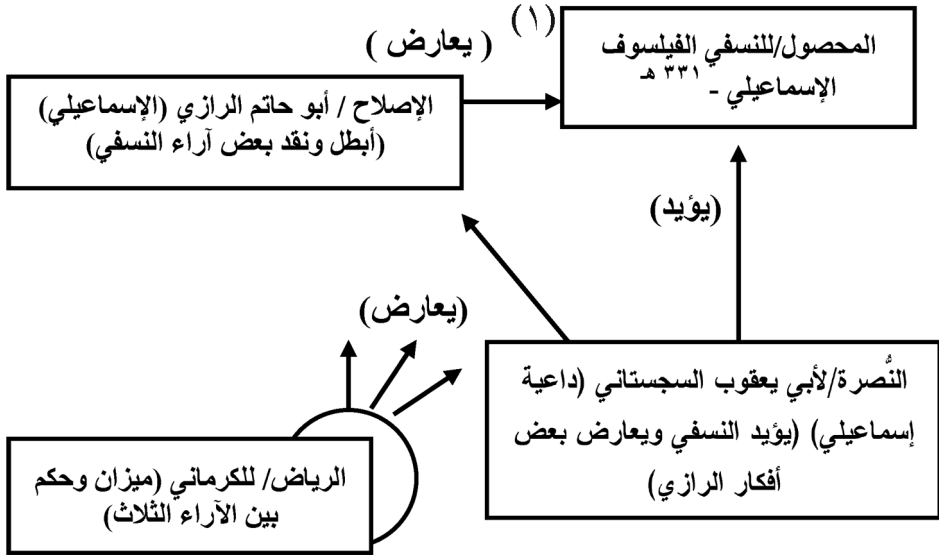 (١)
المحصول/للنسفي الفيلسوف
الإسماعيلي - ٣٣١ هـ
( يعارض )
الإصلاح / أبو حاتم الرازي (الإسماعيلي)
(أبطل ونقد بعض آراء النسفي)
(يؤيد)
(يعارض)
النُّصرة/لأبي يعقوب السجستاني (داعية
إسماعيلي) (يؤيد النسفي ويعارض بعض
أفكار الرازي)
الرياض/ للكرماني (ميزان وحكم
بين الآراء الثلاث)